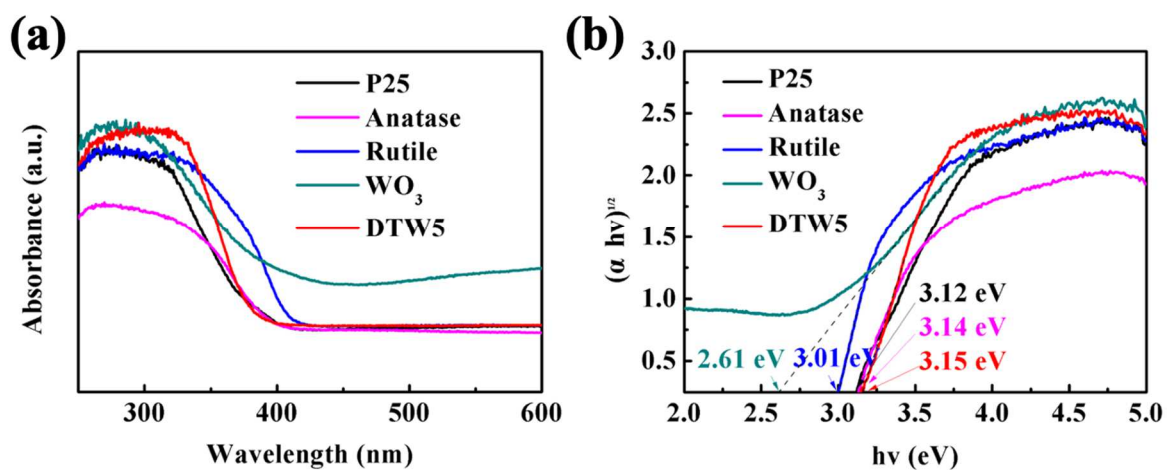 (a)
P25
Anatase
Rutile
WO₃
DTW5
Absorbance (a.u.)
300 400 500 600
Wavelength (nm)
(b)
3.0
2.5
2.0
1.5
1.0
0.5
P25
Anatase
Rutile
WO₃
DTW5
(α hν)^1/2
3.12 eV
3.14 eV
2.61 eV 3.01 eV 3.15 eV
2.0 2.5 3.0 3.5 4.0 4.5 5.0
hν (eV)